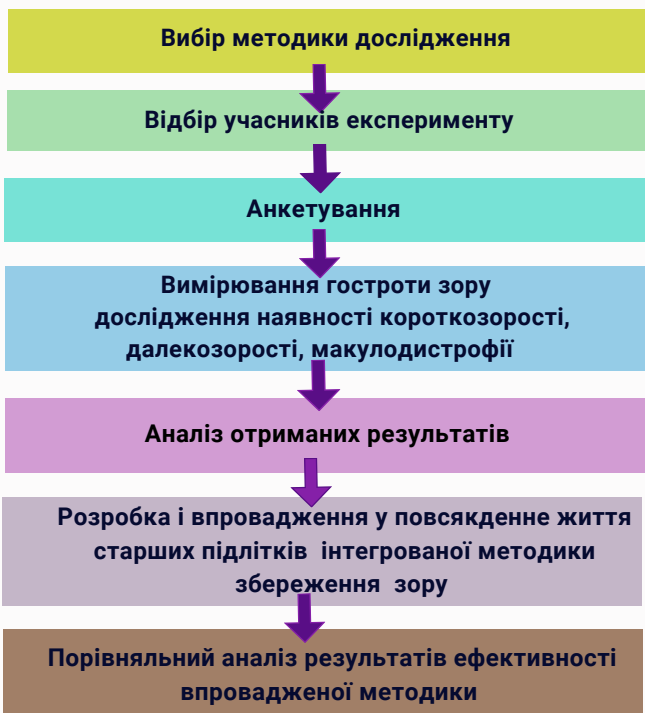 Вибір методики дослідження
Відбір учасників експерименту
Анкетування
Вимірювання гостроти зору
дослідження наявності короткозорості,
далекозорості, макулодистрофії
Аналіз отриманих результатів
Розробка і впровадження у повсякденне життя
старших підлітків інтегрованої методики
збереження зору
Порівняльний аналіз результатів ефективності
впровадженої методики